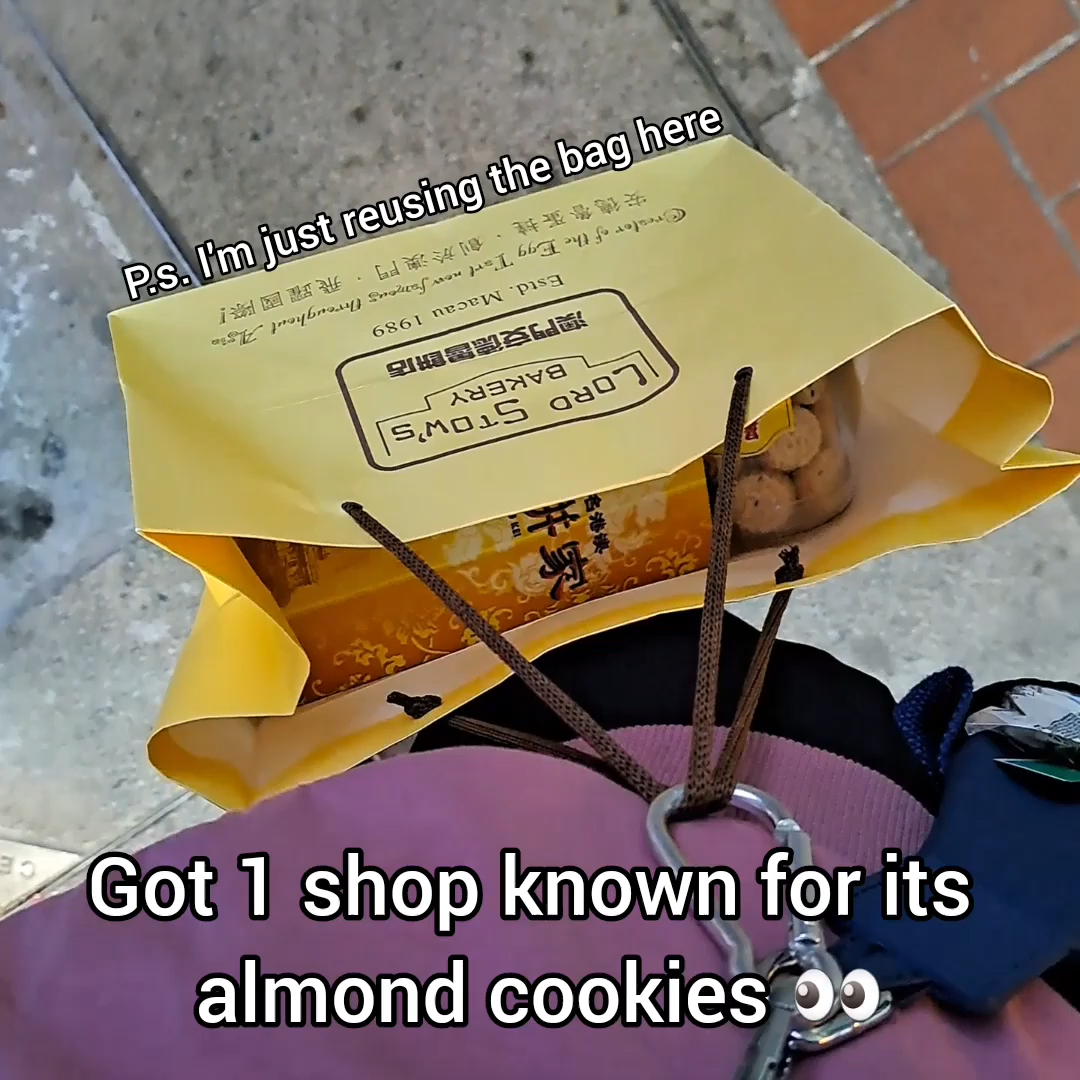 P.s. I'm just reusing the bag here
LORD STOW'S
BAKERY
澳門安德魯餅店
Estd. Macau 1989
Creator of the Egg Tart now famous throughout Asia
安德魯蛋撻．創於澳門．飛躍國際！
餅家
Got 1 shop known for its
almond cookies 👀